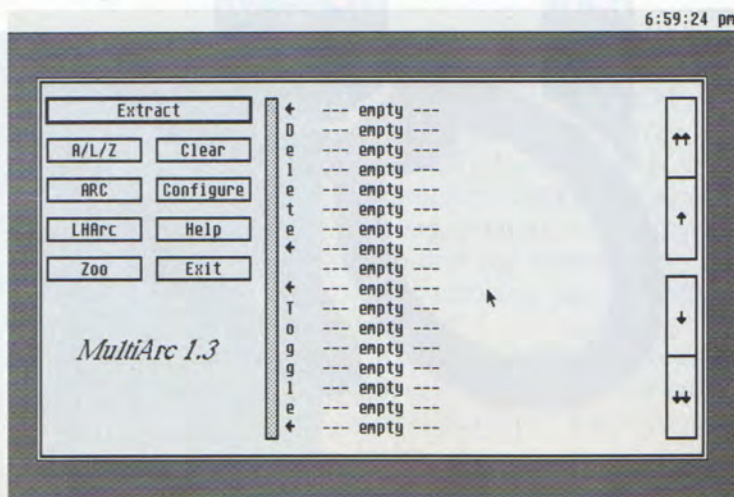 6:59:24 pm
Extract
A/L/Z Clear
ARC Configure
LHArc Help
Zoo Exit
MultiArc 1.3
← --- empty ---
D --- empty ---
e --- empty ---
l --- empty ---
e --- empty ---
t --- empty ---
e --- empty ---
← --- empty ---
--- empty ---
← --- empty ---
T --- empty ---
o --- empty ---
g --- empty ---
g --- empty ---
l --- empty ---
e --- empty ---
← --- empty ---